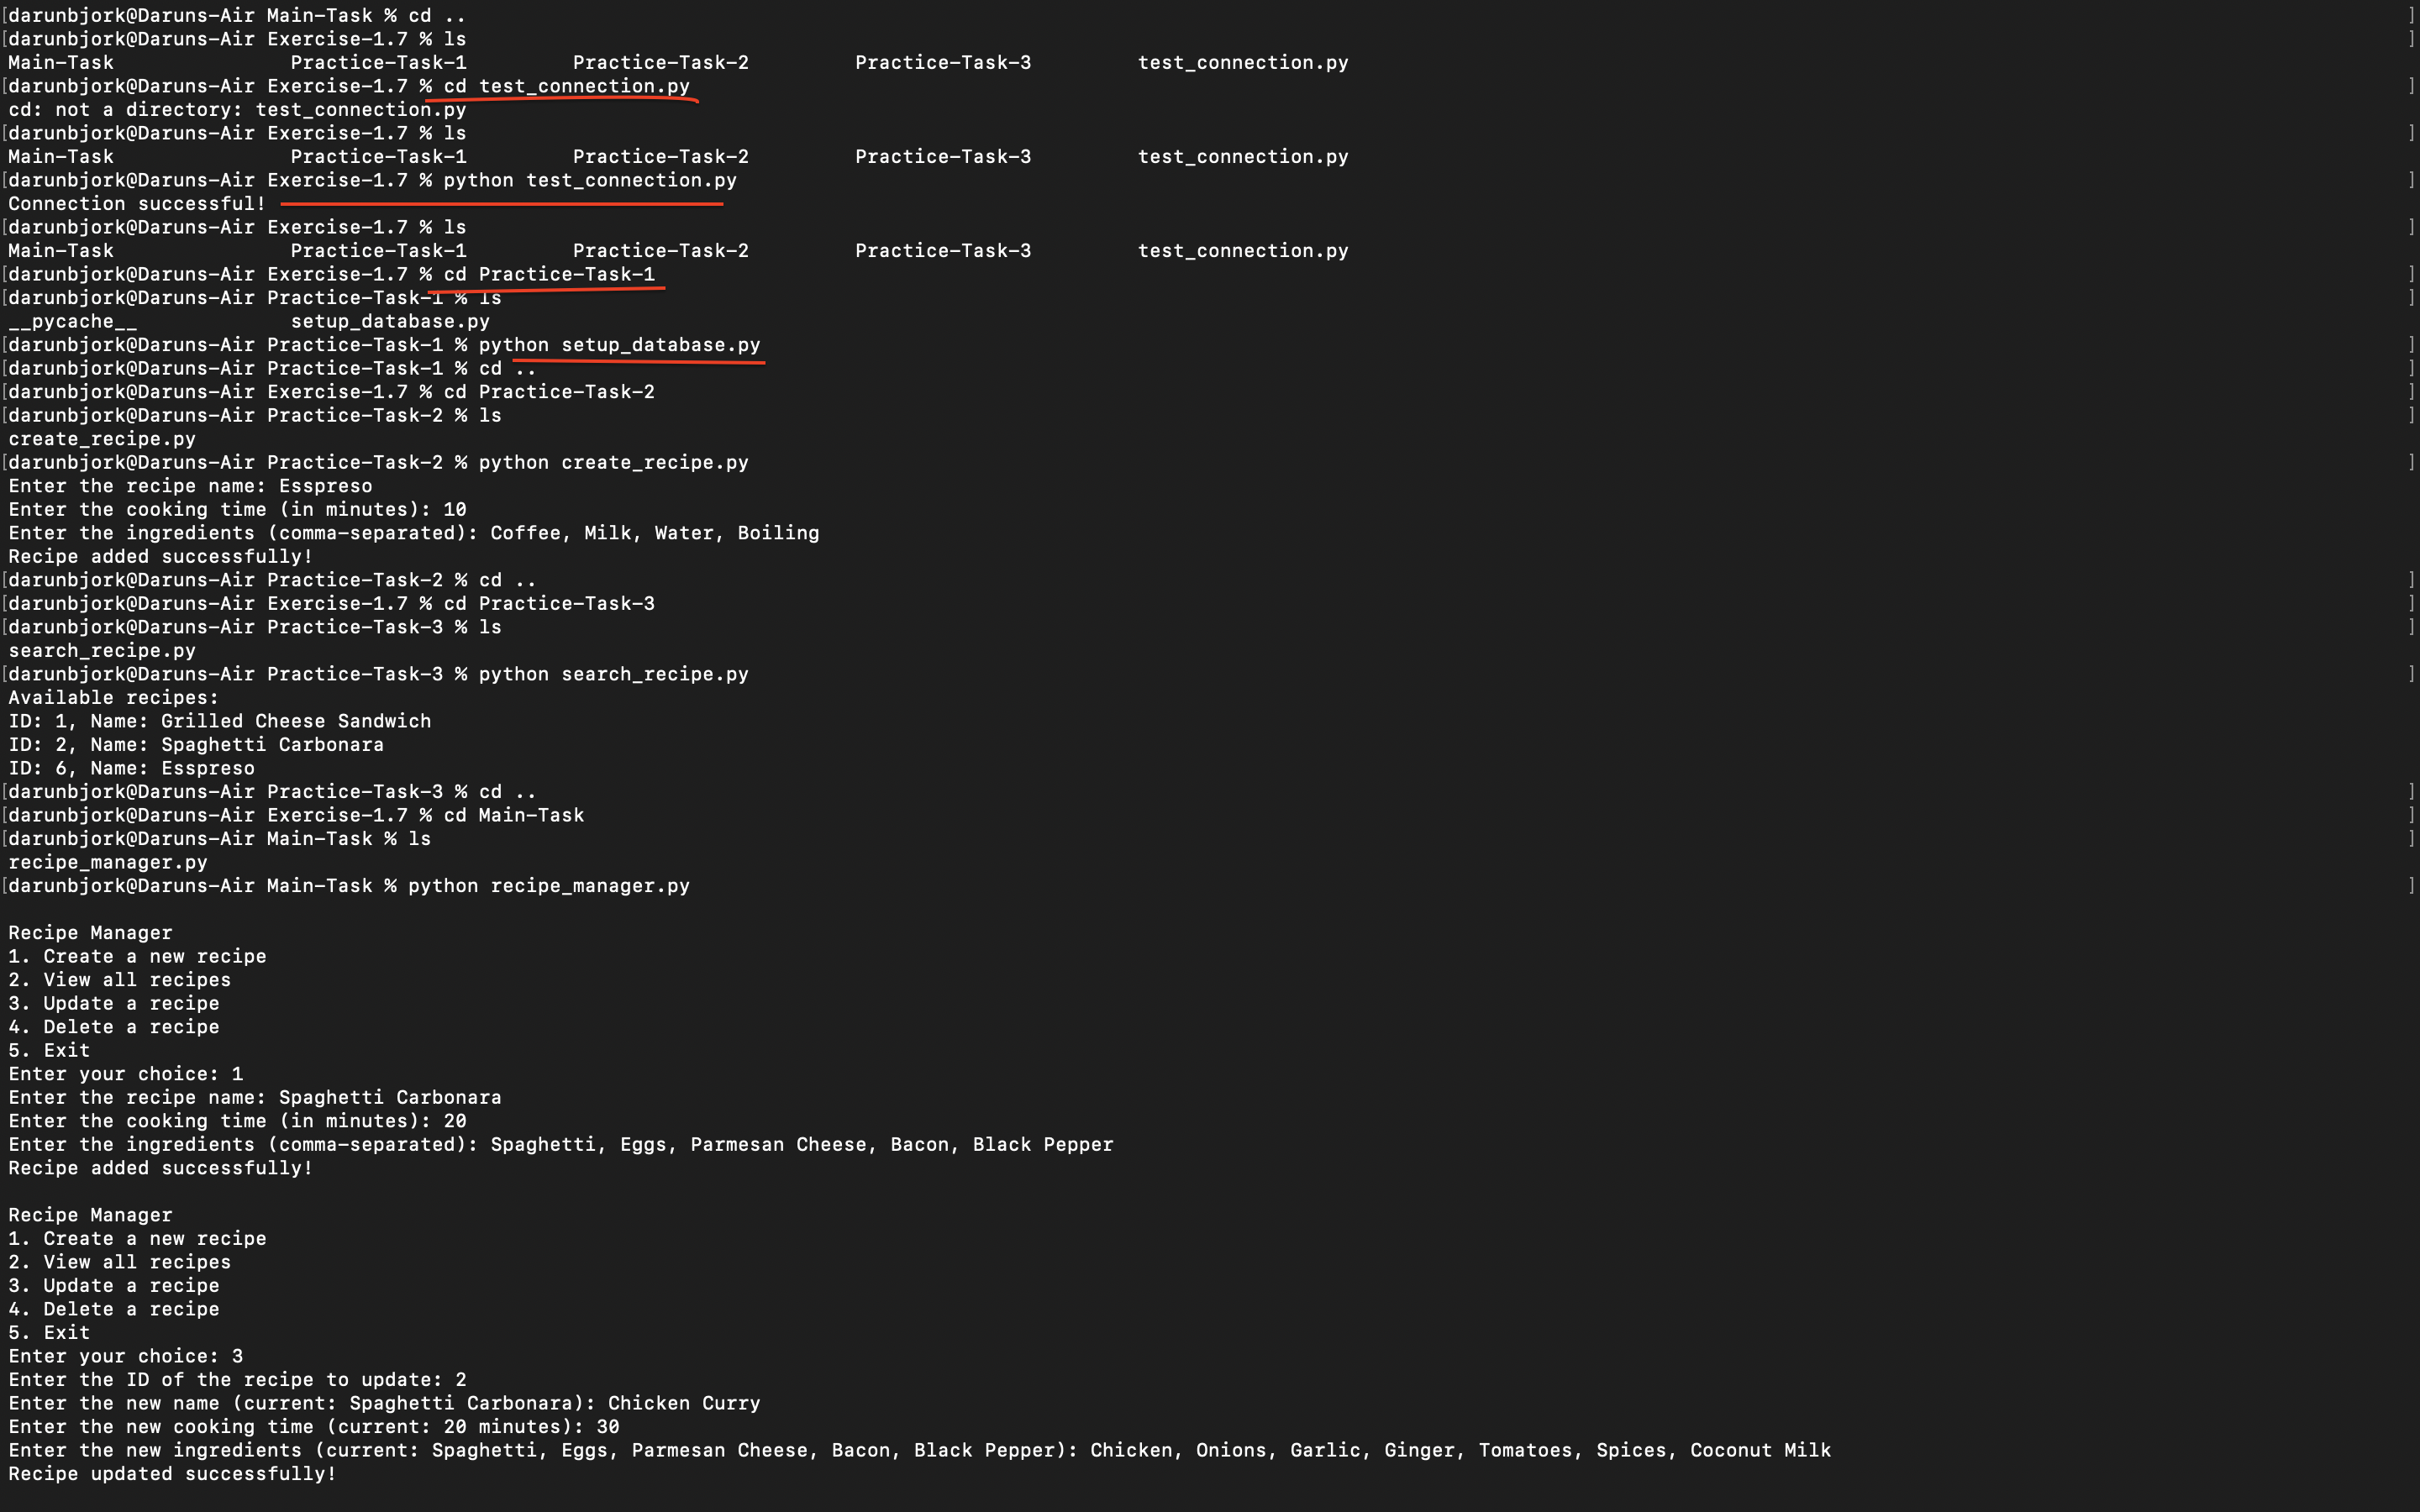 [darunbjork@Daruns-Air Main-Task % cd .. ]
[darunbjork@Daruns-Air Exercise-1.7 % ls ]
Main-Task Practice-Task-1 Practice-Task-2 Practice-Task-3 test_connection.py
[darunbjork@Daruns-Air Exercise-1.7 % cd test_connection.py ]
cd: not a directory: test_connection.py
[darunbjork@Daruns-Air Exercise-1.7 % ls ]
Main-Task Practice-Task-1 Practice-Task-2 Practice-Task-3 test_connection.py
[darunbjork@Daruns-Air Exercise-1.7 % python test_connection.py ]
Connection successful!
[darunbjork@Daruns-Air Exercise-1.7 % ls ]
Main-Task Practice-Task-1 Practice-Task-2 Practice-Task-3 test_connection.py
[darunbjork@Daruns-Air Exercise-1.7 % cd Practice-Task-1 ]
[darunbjork@Daruns-Air Practice-Task-1 % ls ]
__pycache__ setup_database.py
[darunbjork@Daruns-Air Practice-Task-1 % python setup_database.py ]
[darunbjork@Daruns-Air Practice-Task-1 % cd .. ]
[darunbjork@Daruns-Air Exercise-1.7 % cd Practice-Task-2 ]
[darunbjork@Daruns-Air Practice-Task-2 % ls ]
create_recipe.py
[darunbjork@Daruns-Air Practice-Task-2 % python create_recipe.py ]
Enter the recipe name: Esspreso
Enter the cooking time (in minutes): 10
Enter the ingredients (comma-separated): Coffee, Milk, Water, Boiling
Recipe added successfully!
[darunbjork@Daruns-Air Practice-Task-2 % cd .. ]
[darunbjork@Daruns-Air Exercise-1.7 % cd Practice-Task-3 ]
[darunbjork@Daruns-Air Practice-Task-3 % ls ]
search_recipe.py
[darunbjork@Daruns-Air Practice-Task-3 % python search_recipe.py ]
Available recipes:
ID: 1, Name: Grilled Cheese Sandwich
ID: 2, Name: Spaghetti Carbonara
ID: 6, Name: Esspreso
[darunbjork@Daruns-Air Practice-Task-3 % cd .. ]
[darunbjork@Daruns-Air Exercise-1.7 % cd Main-Task ]
[darunbjork@Daruns-Air Main-Task % ls ]
recipe_manager.py
[darunbjork@Daruns-Air Main-Task % python recipe_manager.py ]
Recipe Manager
1. Create a new recipe
2. View all recipes
3. Update a recipe
4. Delete a recipe
5. Exit
Enter your choice: 1
Enter the recipe name: Spaghetti Carbonara
Enter the cooking time (in minutes): 20
Enter the ingredients (comma-separated): Spaghetti, Eggs, Parmesan Cheese, Bacon, Black Pepper
Recipe added successfully!
Recipe Manager
1. Create a new recipe
2. View all recipes
3. Update a recipe
4. Delete a recipe
5. Exit
Enter your choice: 3
Enter the ID of the recipe to update: 2
Enter the new name (current: Spaghetti Carbonara): Chicken Curry
Enter the new cooking time (current: 20 minutes): 30
Enter the new ingredients (current: Spaghetti, Eggs, Parmesan Cheese, Bacon, Black Pepper): Chicken, Onions, Garlic, Ginger, Tomatoes, Spices, Coconut Milk
Recipe updated successfully!